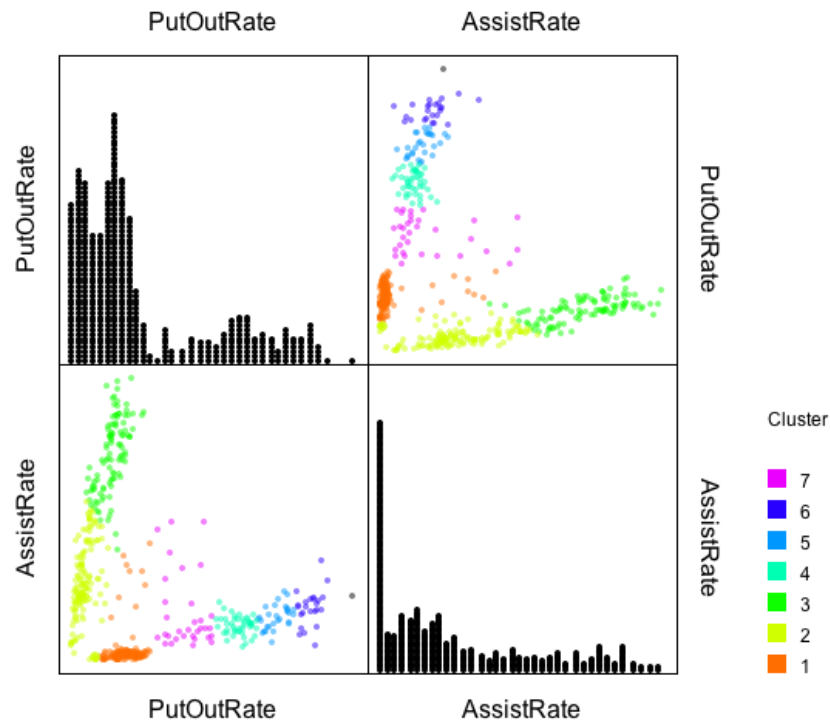 PutOutRate AssistRate
PutOutRate
PutOutRate
AssistRate
AssistRate
PutOutRate AssistRate
Cluster
7
6
5
4
3
2
1